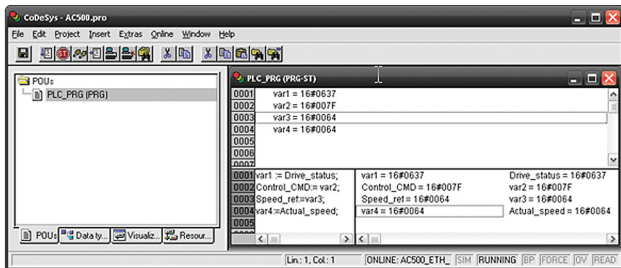 CoDeSys - AC500.pro
File Edit Project Insert Extras Online Window Help
POUs
PLC_PRG (PRG)
PLC_PRG (PRG-ST)
0001 var1 = 16#0637
0002 var2 = 16#007F
0003 var3 = 16#0064
0004 var4 = 16#0064
0005
0006
0007
0001 var1 := Drive_status; var1 = 16#0637 Drive_status = 16#0637
0002 Control_CMD:= var2; Control_CMD = 16#007F var2 = 16#007F
0003 Speed_ref:=var3; Speed_ref = 16#0064 var3 = 16#0064
0004 var4:=Actual_speed; var4 = 16#0064 Actual_speed = 16#0064
0005
POUs Data ty... Visualiz... Resour...
Lin.: 1, Col.: 1 ONLINE: AC500_ETH_ SIM RUNNING BP FORCE OV READ